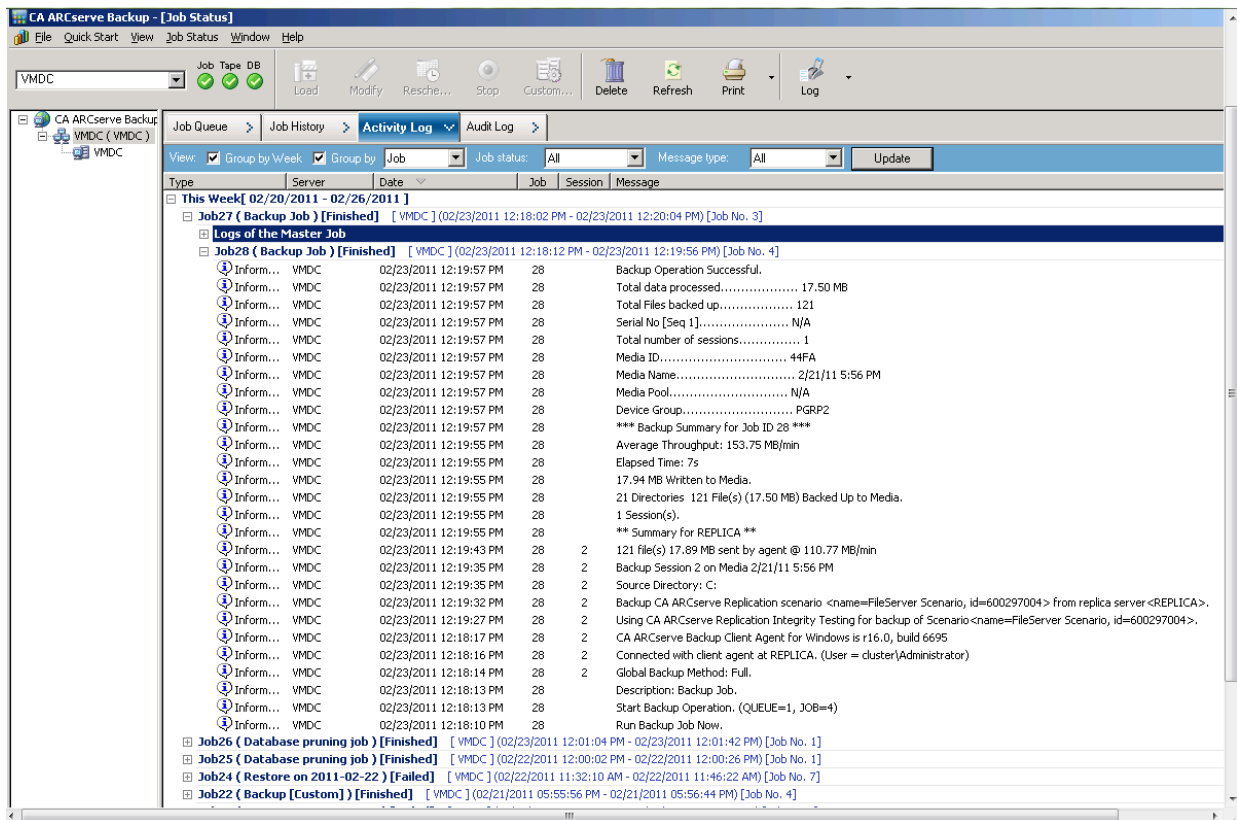 CA ARCserve Backup - [Job Status]
File Quick Start View Job Status Window Help
VMDC
Job Tape DB
Load Modify Resche... Stop Custom... Delete Refresh Print Log
CA ARCserve Backup
VMDC ( VMDC )
VMDC
Job Queue Job History Activity Log Audit Log
View: Group by Week Group by Job Job status: All Message type: All Update
Type Server Date Job Session Message
This Week[ 02/20/2011 - 02/26/2011 ]
Job27 ( Backup Job ) [Finished] [ VMDC ] (02/23/2011 12:18:02 PM - 02/23/2011 12:20:04 PM) [Job No. 3]
Logs of the Master Job
Job28 ( Backup Job ) [Finished] [ VMDC ] (02/23/2011 12:18:12 PM - 02/23/2011 12:19:56 PM) [Job No. 4]
Inform... VMDC 02/23/2011 12:19:57 PM 28 Backup Operation Successful.
Inform... VMDC 02/23/2011 12:19:57 PM 28 Total data processed................... 17.50 MB
Inform... VMDC 02/23/2011 12:19:57 PM 28 Total Files backed up.................. 121
Inform... VMDC 02/23/2011 12:19:57 PM 28 Serial No [Seq 1]...................... N/A
Inform... VMDC 02/23/2011 12:19:57 PM 28 Total number of sessions............... 1
Inform... VMDC 02/23/2011 12:19:57 PM 28 Media ID............................... 44FA
Inform... VMDC 02/23/2011 12:19:57 PM 28 Media Name............................. 2/21/11 5:56 PM
Inform... VMDC 02/23/2011 12:19:57 PM 28 Media Pool............................. N/A
Inform... VMDC 02/23/2011 12:19:57 PM 28 Device Group........................... PGRP2
Inform... VMDC 02/23/2011 12:19:57 PM 28 *** Backup Summary for Job ID 28 ***
Inform... VMDC 02/23/2011 12:19:55 PM 28 Average Throughput: 153.75 MB/min
Inform... VMDC 02/23/2011 12:19:55 PM 28 Elapsed Time: 7s
Inform... VMDC 02/23/2011 12:19:55 PM 28 17.94 MB Written to Media.
Inform... VMDC 02/23/2011 12:19:55 PM 28 21 Directories 121 File(s) (17.50 MB) Backed Up to Media.
Inform... VMDC 02/23/2011 12:19:55 PM 28 1 Session(s).
Inform... VMDC 02/23/2011 12:19:55 PM 28 ** Summary for REPLICA **
Inform... VMDC 02/23/2011 12:19:43 PM 28 2 121 file(s) 17.89 MB sent by agent @ 110.77 MB/min
Inform... VMDC 02/23/2011 12:19:35 PM 28 2 Backup Session 2 on Media 2/21/11 5:56 PM
Inform... VMDC 02/23/2011 12:19:35 PM 28 2 Source Directory: C:
Inform... VMDC 02/23/2011 12:19:32 PM 28 2 Backup CA ARCserve Replication scenario <name=FileServer Scenario, id=600297004> from replica server<REPLICA>.
Inform... VMDC 02/23/2011 12:19:27 PM 28 2 Using CA ARCserve Replication Integrity Testing for backup of Scenario<name=FileServer Scenario, id=600297004>.
Inform... VMDC 02/23/2011 12:18:17 PM 28 2 CA ARCserve Backup Client Agent for Windows is r16.0, build 6695
Inform... VMDC 02/23/2011 12:18:16 PM 28 2 Connected with client agent at REPLICA. (User = cluster\Administrator)
Inform... VMDC 02/23/2011 12:18:14 PM 28 2 Global Backup Method: Full.
Inform... VMDC 02/23/2011 12:18:13 PM 28 Description: Backup Job.
Inform... VMDC 02/23/2011 12:18:13 PM 28 Start Backup Operation. (QUEUE=1, JOB=4)
Inform... VMDC 02/23/2011 12:18:10 PM 28 Run Backup Job Now.
Job26 ( Database pruning job ) [Finished] [ VMDC ] (02/23/2011 12:01:04 PM - 02/23/2011 12:01:42 PM) [Job No. 1]
Job25 ( Database pruning job ) [Finished] [ VMDC ] (02/22/2011 12:00:02 PM - 02/22/2011 12:00:26 PM) [Job No. 1]
Job24 ( Restore on 2011-02-22 ) [Failed] [ VMDC ] (02/22/2011 11:32:10 AM - 02/22/2011 11:46:22 AM) [Job No. 7]
Job22 ( Backup [Custom] ) [Finished] [ VMDC ] (02/21/2011 05:55:56 PM - 02/21/2011 05:56:44 PM) [Job No. 4]